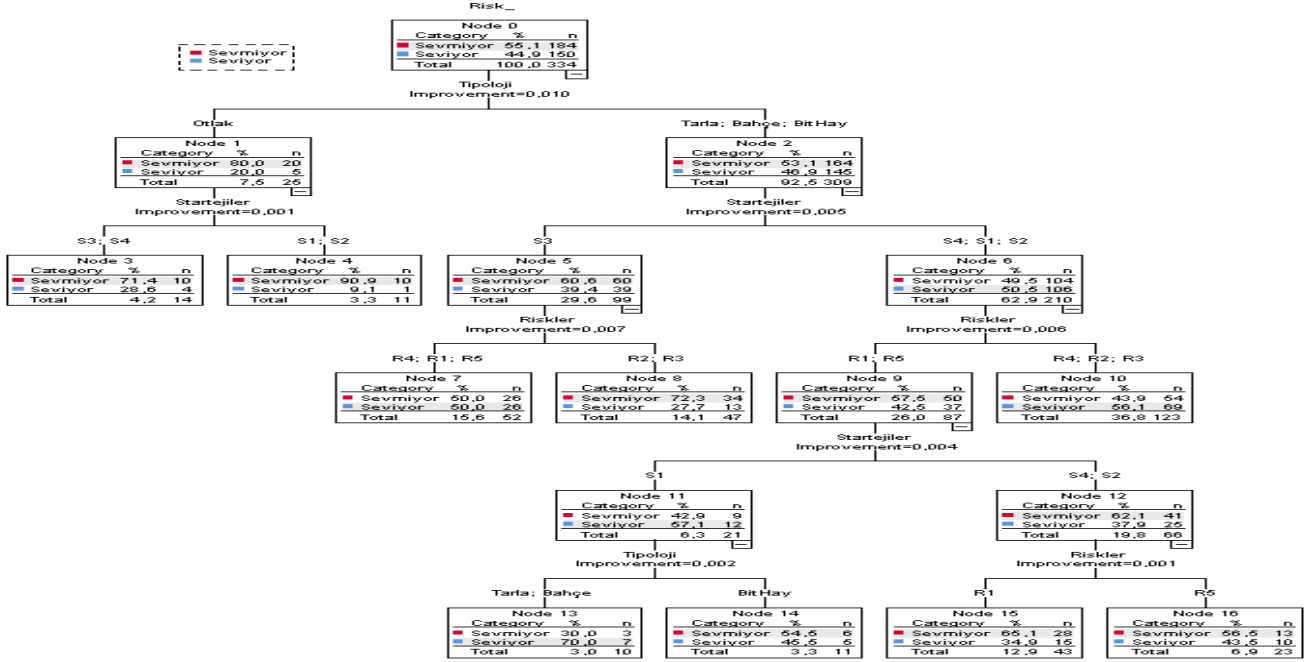 Risk_
Sevmiyor
Seviyor
Node 0
Category % n
Sevmiyor 55,1 184
Seviyor 44,9 150
Total 100,0 334
Tipoloji
Improvement=0,010
Otlak
Tarla; Bahçe; BitHay
Node 1
Category % n
Sevmiyor 80,0 20
Seviyor 20,0 5
Total 7,5 25
Node 2
Category % n
Sevmiyor 53,1 164
Seviyor 46,9 145
Total 92,5 309
Startejiler
Improvement=0,001
Startejiler
Improvement=0,005
S3; S4
S1; S2
S3
S4; S1; S2
Node 3
Category % n
Sevmiyor 71,4 10
Seviyor 28,6 4
Total 4,2 14
Node 4
Category % n
Sevmiyor 90,9 10
Seviyor 9,1 1
Total 3,3 11
Node 5
Category % n
Sevmiyor 60,6 60
Seviyor 39,4 39
Total 29,6 99
Node 6
Category % n
Sevmiyor 49,5 104
Seviyor 50,5 106
Total 62,9 210
Riskler
Improvement=0,007
Riskler
Improvement=0,006
R4; R1; R5
R2; R3
R1; R5
R4; R2; R3
Node 7
Category % n
Sevmiyor 50,0 26
Seviyor 50,0 26
Total 15,6 52
Node 8
Category % n
Sevmiyor 72,3 34
Seviyor 27,7 13
Total 14,1 47
Node 9
Category % n
Sevmiyor 57,5 50
Seviyor 42,5 37
Total 26,0 87
Node 10
Category % n
Sevmiyor 43,9 54
Seviyor 56,1 69
Total 36,8 123
Startejiler
Improvement=0,004
S1
S4; S2
Node 11
Category % n
Sevmiyor 42,9 9
Seviyor 57,1 12
Total 6,3 21
Node 12
Category % n
Sevmiyor 62,1 41
Seviyor 37,9 25
Total 19,8 66
Tipoloji
Improvement=0,002
Riskler
Improvement=0,001
Tarla; Bahçe
BitHay
R1
R5
Node 13
Category % n
Sevmiyor 30,0 3
Seviyor 70,0 7
Total 3,0 10
Node 14
Category % n
Sevmiyor 54,5 6
Seviyor 45,5 5
Total 3,3 11
Node 15
Category % n
Sevmiyor 65,1 28
Seviyor 34,9 15
Total 12,9 43
Node 16
Category % n
Sevmiyor 56,5 13
Seviyor 43,5 10
Total 6,9 23